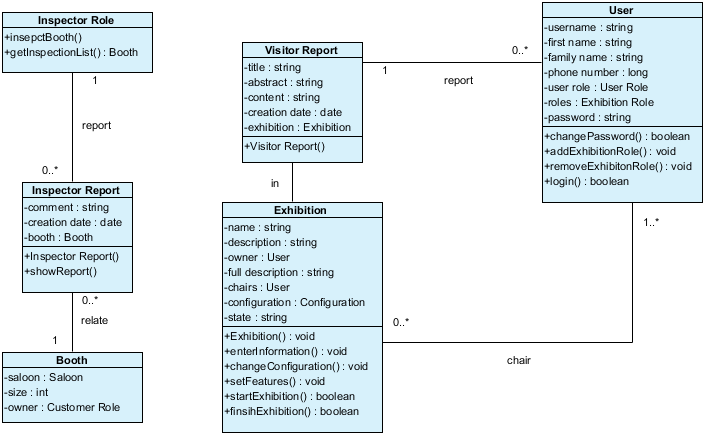 Inspector Role
+insepctBooth()
+getInspectionList() : Booth
1
report
0..*
Inspector Report
-comment : string
-creation date : date
-booth : Booth
+Inspector Report()
+showReport()
0..*
relate
1
Booth
-saloon : Saloon
-size : int
-owner : Customer Role
Visitor Report
-title : string
-abstract : string
-content : string
-creation date : date
-exhibition : Exhibition
+Visitor Report()
1
report
0..*
in
Exhibition
-name : string
-description : string
-owner : User
-full description : string
-chairs : User
-configuration : Configuration
-state : string
+Exhibition() : void
+enterInformation() : void
+changeConfiguration() : void
+setFeatures() : void
+startExhibition() : boolean
+finsihExhibition() : boolean
0..*
chair
1..*
User
-username : string
-first name : string
-family name : string
-phone number : long
-user role : User Role
-roles : Exhibition Role
-password : string
+changePassword() : boolean
+addExhibitionRole() : void
+removeExhibitonRole() : void
+login() : boolean